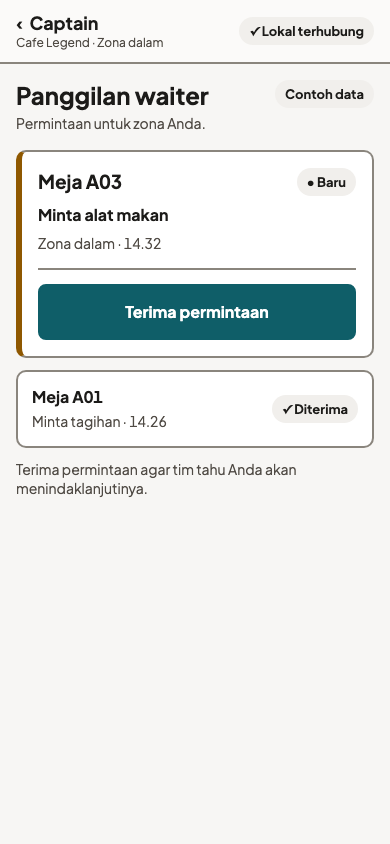 ‹ Captain
Cafe Legend · Zona dalam
✓Lokal terhubung
Panggilan waiter
Contoh data
Permintaan untuk zona Anda.
Meja A03
• Baru
Minta alat makan
Zona dalam · 14.32
Terima permintaan
Meja A01
Minta tagihan · 14.26
✓Diterima
Terima permintaan agar tim tahu Anda akan
menindaklanjutinya.